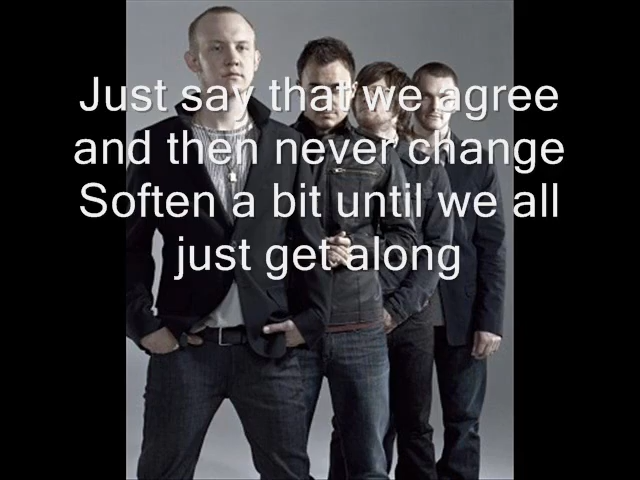 Just say that we agree
and then never change
Soften a bit until we all
just get along